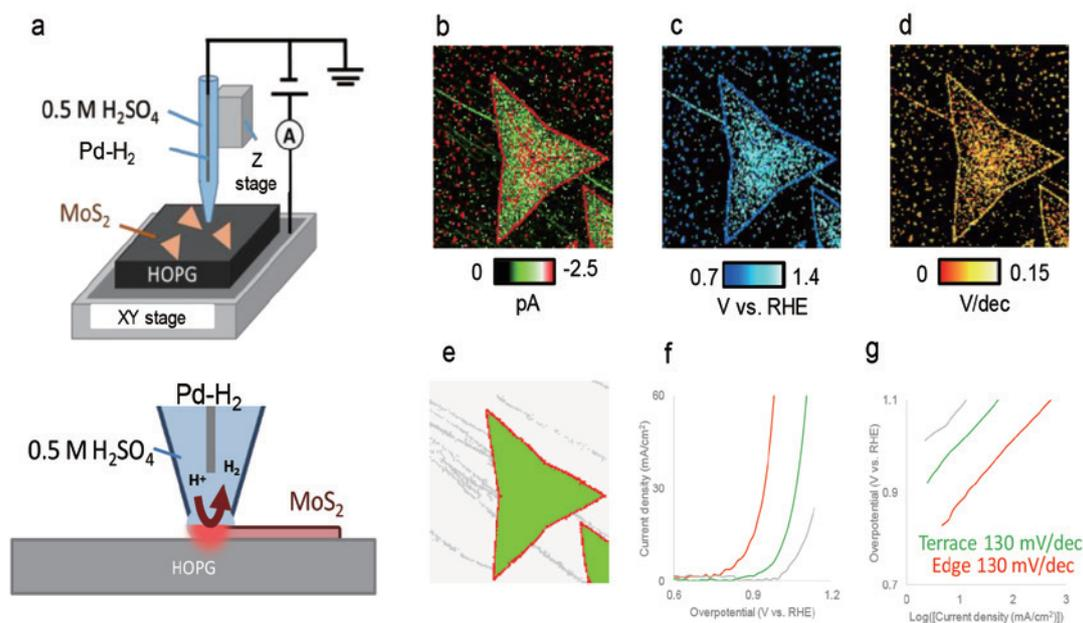 a
0.5 M H₂SO₄
Pd-H₂
A
Z
stage
MoS₂
HOPG
XY stage
Pd-H₂
0.5 M H₂SO₄
H⁺
H₂
MoS₂
HOPG
b
0
-2.5
pA
c
0.7
1.4
V vs. RHE
d
0
0.15
V/dec
e
f
Current density (mA/cm²)
60
30
0
0.6
0.9
1.2
Overpotential (V vs. RHE)
g
Overpotential (V vs. RHE)
1.1
0.9
0.7
Terrace 130 mV/dec
Edge 130 mV/dec
0
1
2
3
Log([Current density (mA/cm²)])